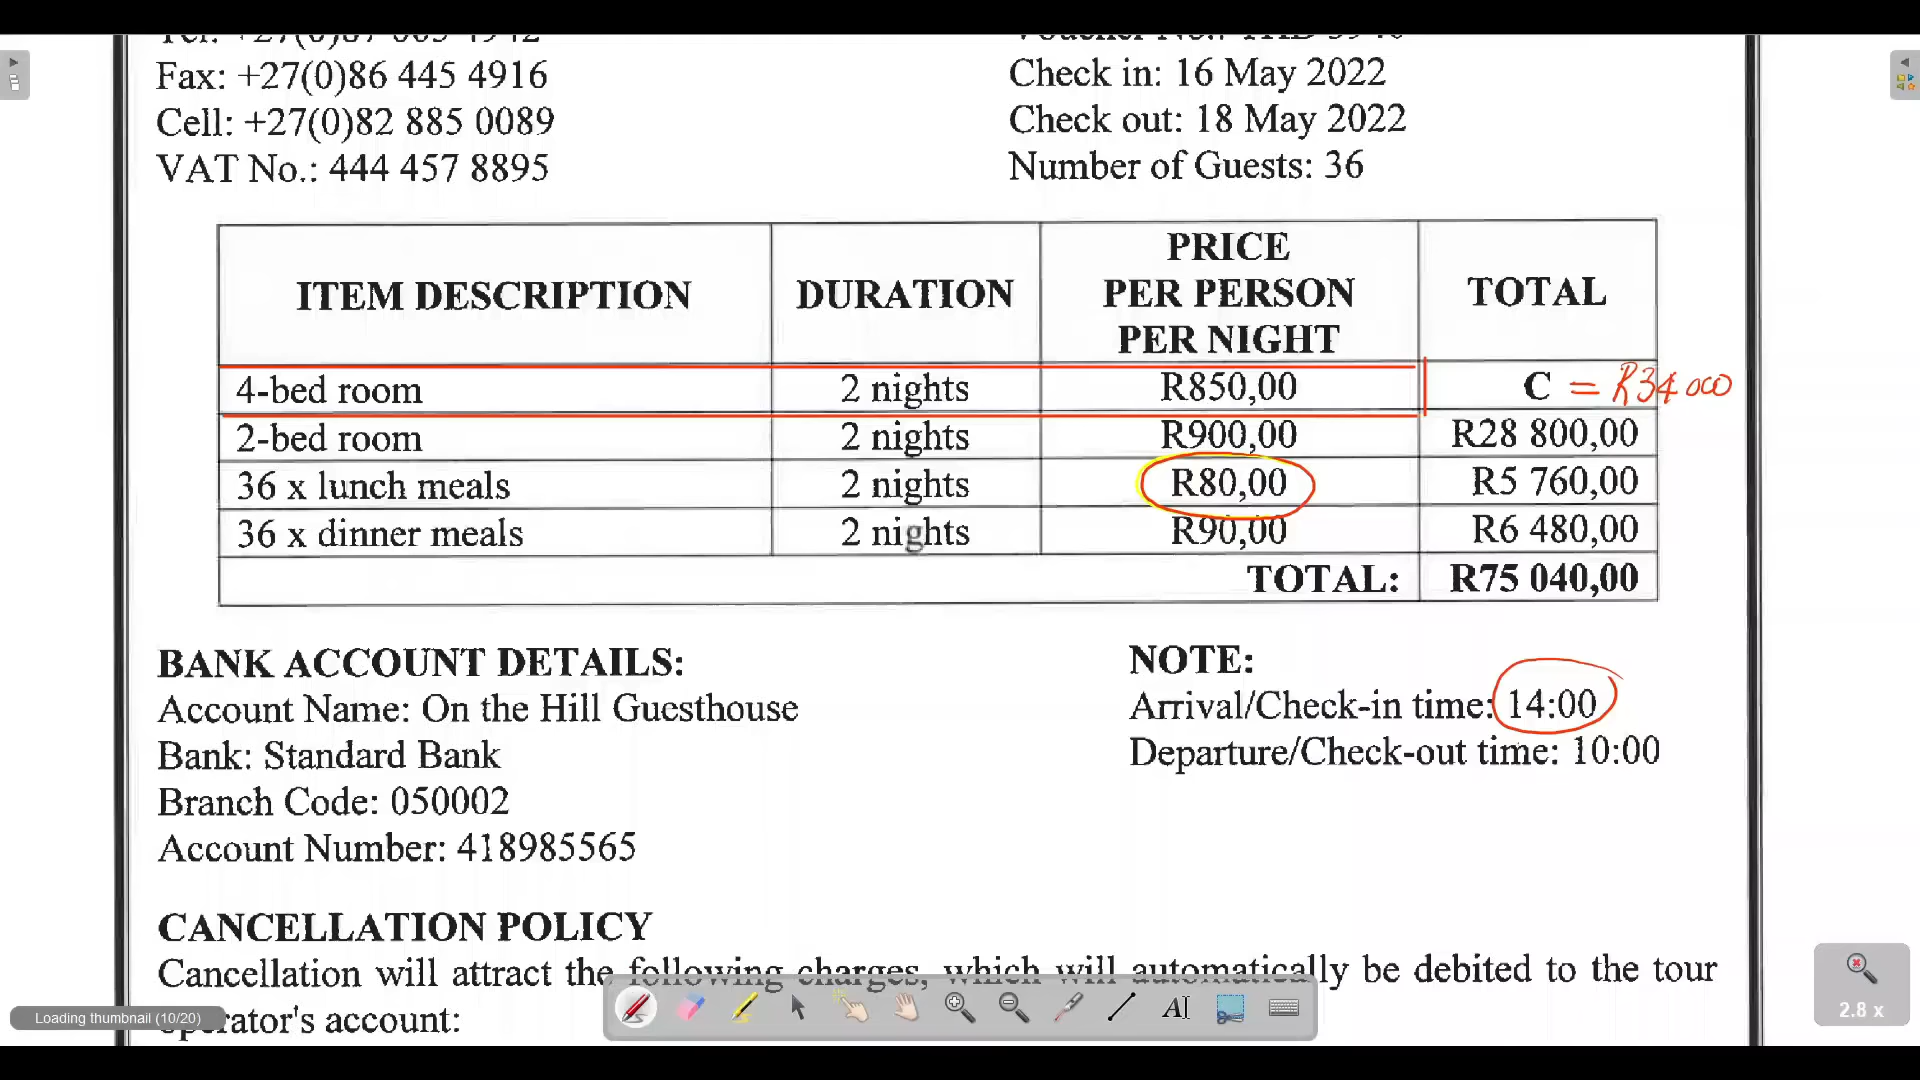 Fax: +27(0)86 445 4916
Cell: +27(0)82 885 0089
VAT No.: 444 457 8895
Check in: 16 May 2022
Check out: 18 May 2022
Number of Guests: 36
ITEM DESCRIPTION DURATION PRICE PER PERSON PER NIGHT TOTAL
4-bed room 2 nights R850,00 C = R34 000
2-bed room 2 nights R900,00 R28 800,00
36 x lunch meals 2 nights R80,00 R5 760,00
36 x dinner meals 2 nights R90,00 R6 480,00
TOTAL: R75 040,00
BANK ACCOUNT DETAILS:
Account Name: On the Hill Guesthouse
Bank: Standard Bank
Branch Code: 050002
Account Number: 418985565
NOTE:
Arrival/Check-in time: 14:00
Departure/Check-out time: 10:00
CANCELLATION POLICY
Cancellation will attract the following charges, which will automatically be debited to the tour
operator's account:
Loading thumbnail (10/20)
2.8 x